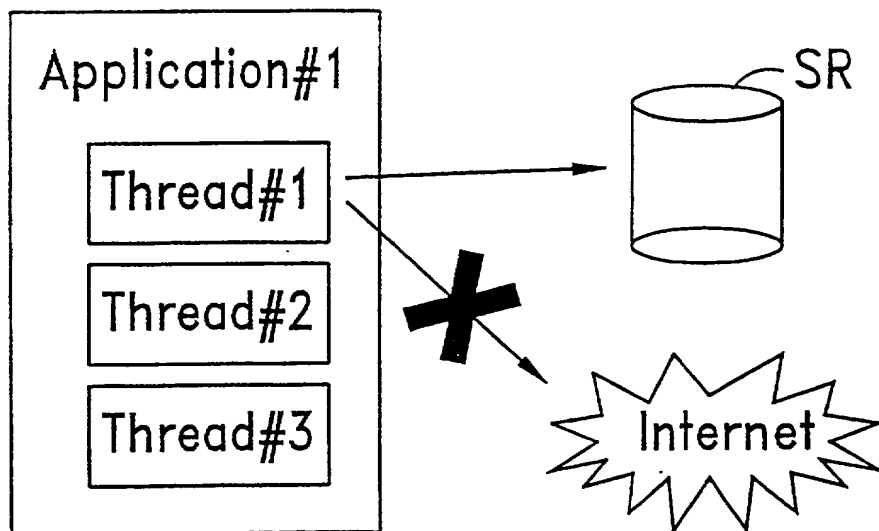 Application#1
SR
Thread#1
Thread#2
Thread#3
Internet